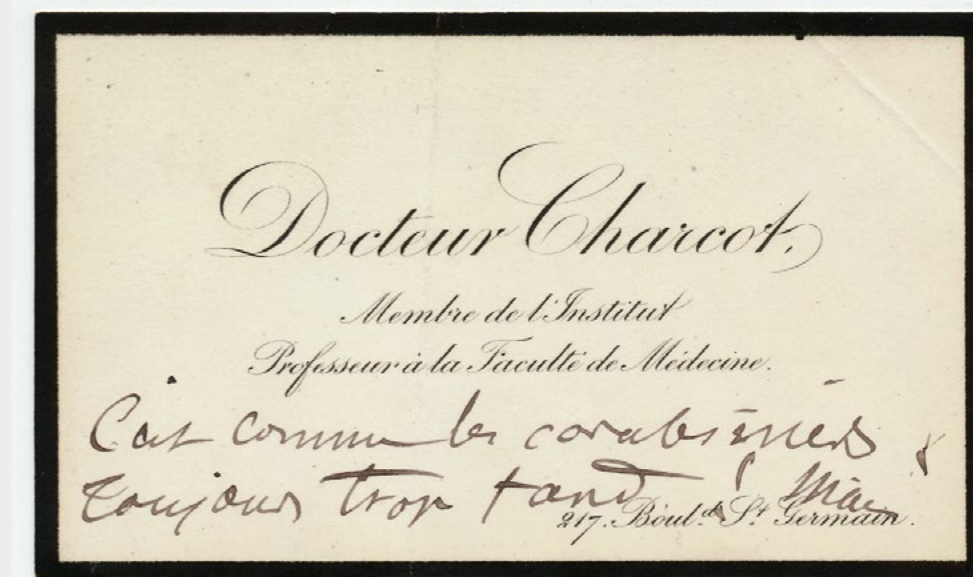 Docteur Charcot.
Membre de l'Institut
Professeur à la Faculté de Médecine.
C'est comme les carabiniers
toujours trop tard ! Mais
217. Boul.d St Germain.